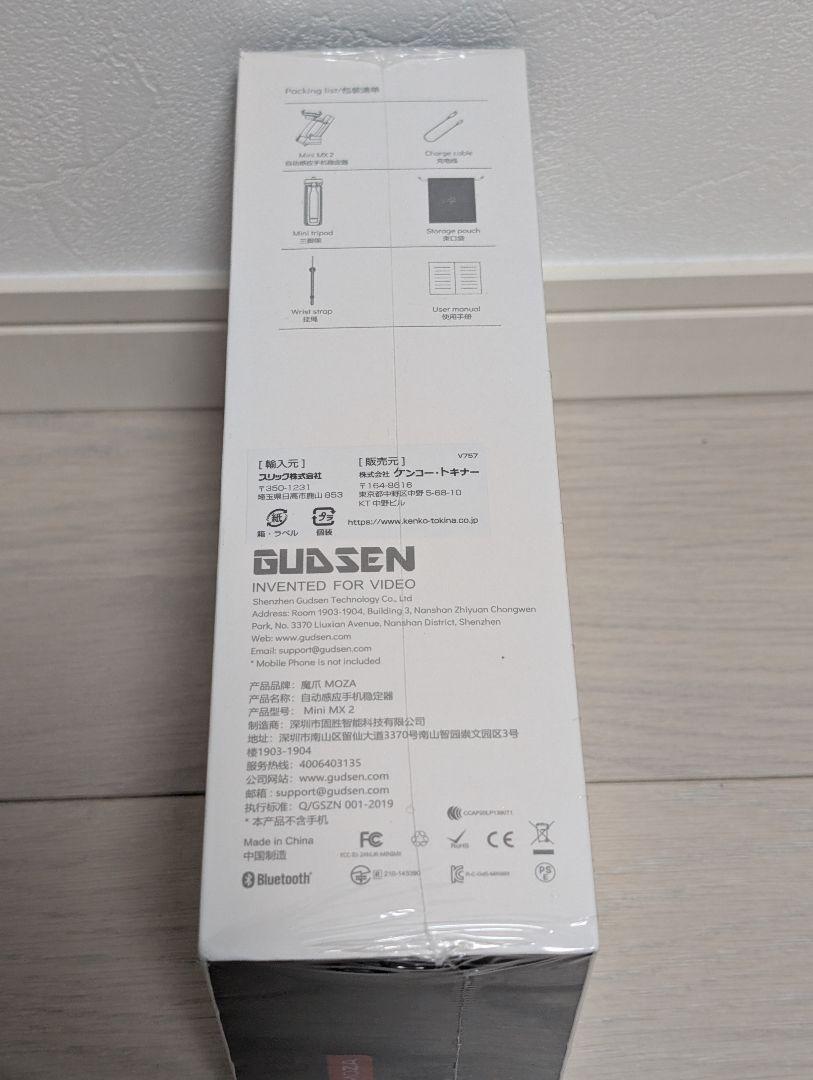 Packing list/包装清单
Mini MX 2
自动感应手机稳定器
Charge cable
充电线
Mini tripod
三脚架
Storage pouch
束口袋
Wrist strap
挂绳
User manual
使用手册
V757
[ 輸入元 ]
スリック株式会社
〒350-1231
埼玉県日高市鹿山 853
[ 販売元 ]
株式会社 ケンコー・トキナー
〒164-8616
東京都中野区中野 5-68-10
KT 中野ビル
紙
箱・ラベル
プラ
個装
https://www.kenko-tokina.co.jp
GUDSEN
INVENTED FOR VIDEO
Shenzhen Gudsen Technology Co., Ltd
Address: Room 1903-1904, Building 3, Nanshan Zhiyuan Chongwen
Park, No. 3370 Liuxian Avenue, Nanshan District, Shenzhen
Web: www.gudsen.com
Email: support@gudsen.com
* Mobile Phone is not included
产品品牌：魔爪 MOZA
产品名称：自动感应手机稳定器
产品型号：Mini MX 2
制造商：深圳市固胜智能科技有限公司
地址：深圳市南山区留仙大道3370号南山智园崇文园区3号
楼1903-1904
服务热线：4006403135
公司网站：www.gudsen.com
邮箱：support@gudsen.com
执行标准：Q/GSZN 001-2019
* 本产品不含手机
Made in China
中国制造
FC
RoHS
CE
Bluetooth
PSE
MOZA